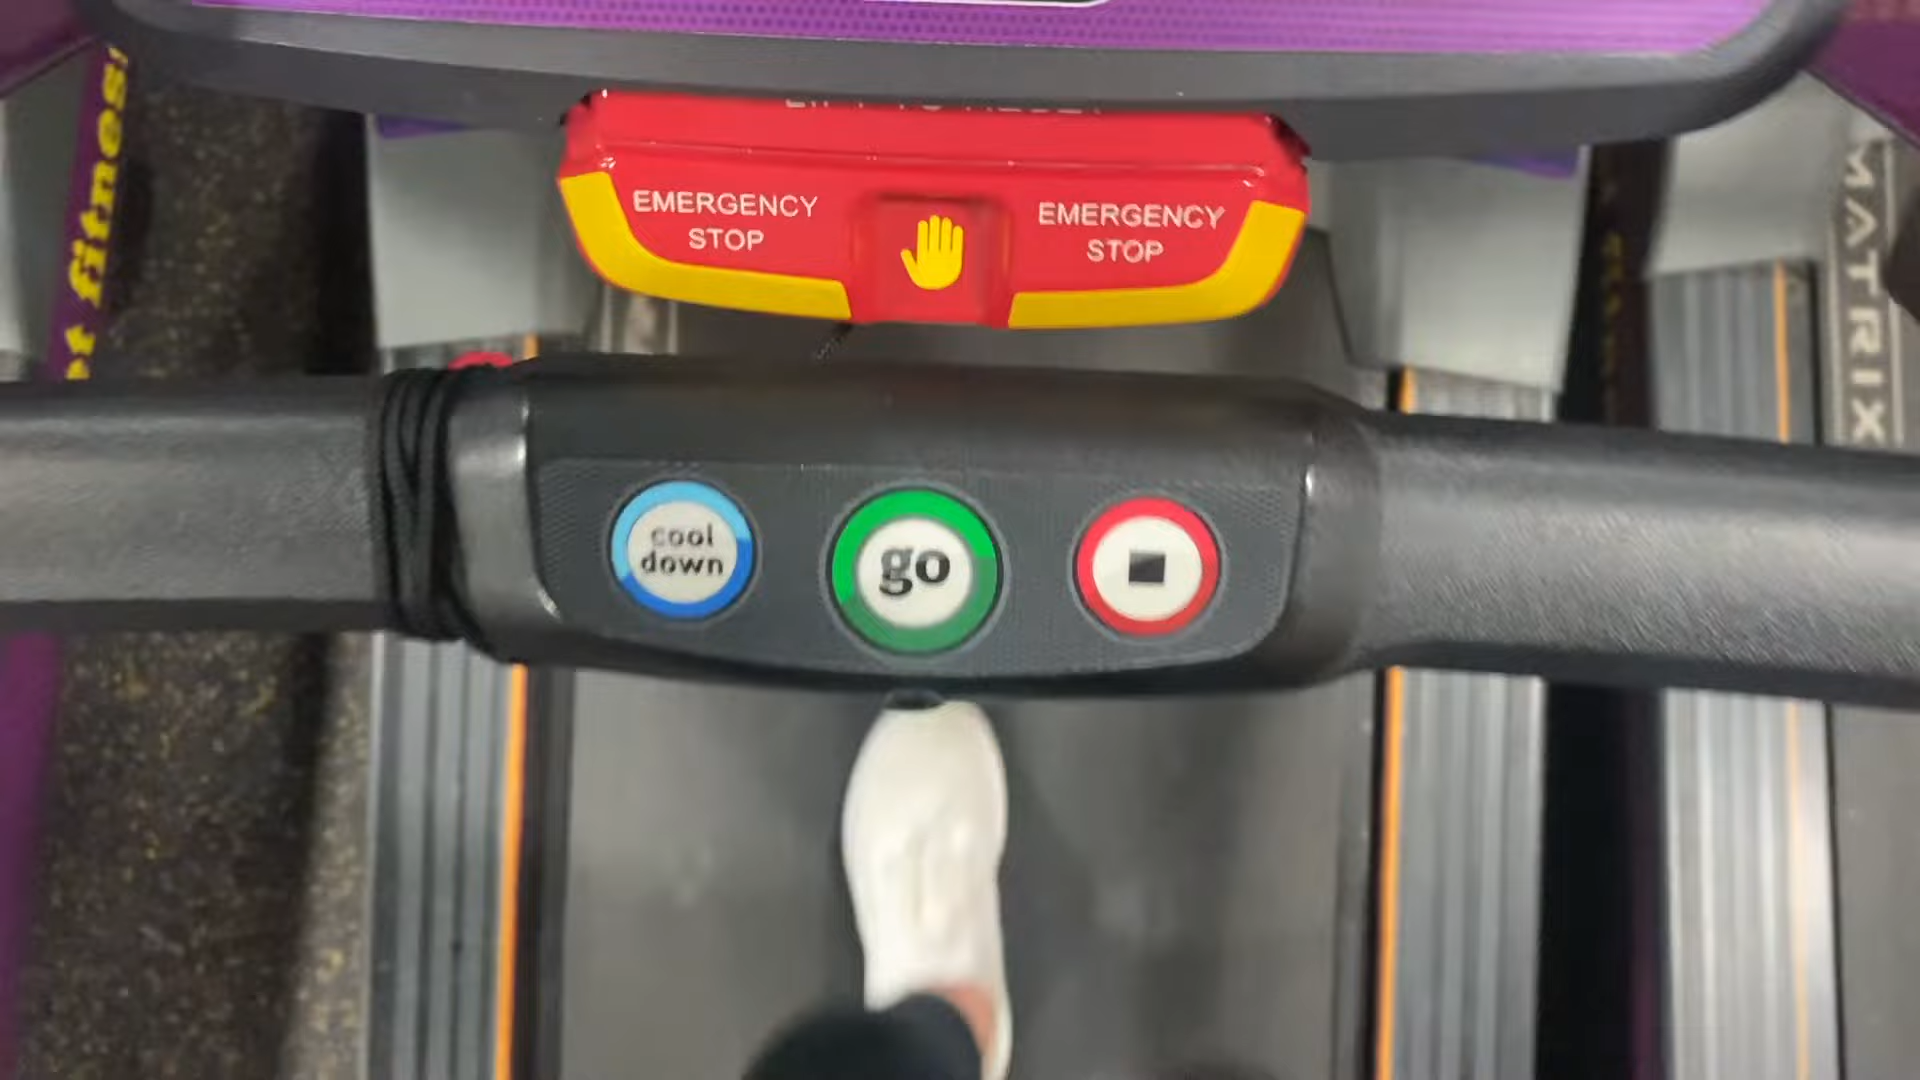 EMERGENCY
STOP
EMERGENCY
STOP
cool
down
go
fitness
MATRIX